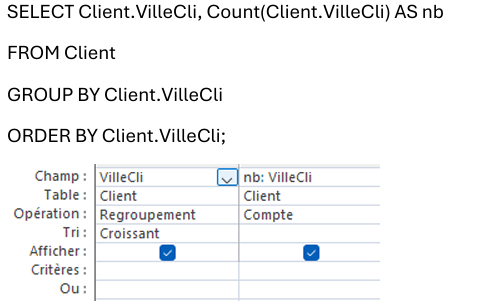 SELECT Client.VilleCli, Count(Client.VilleCli) AS nb
FROM Client
GROUP BY Client.VilleCli
ORDER BY Client.VilleCli;
Champ : VilleCli nb: VilleCli
Table : Client Client
Opération : Regroupement Compte
Tri : Croissant
Afficher :
Critères :
Ou :